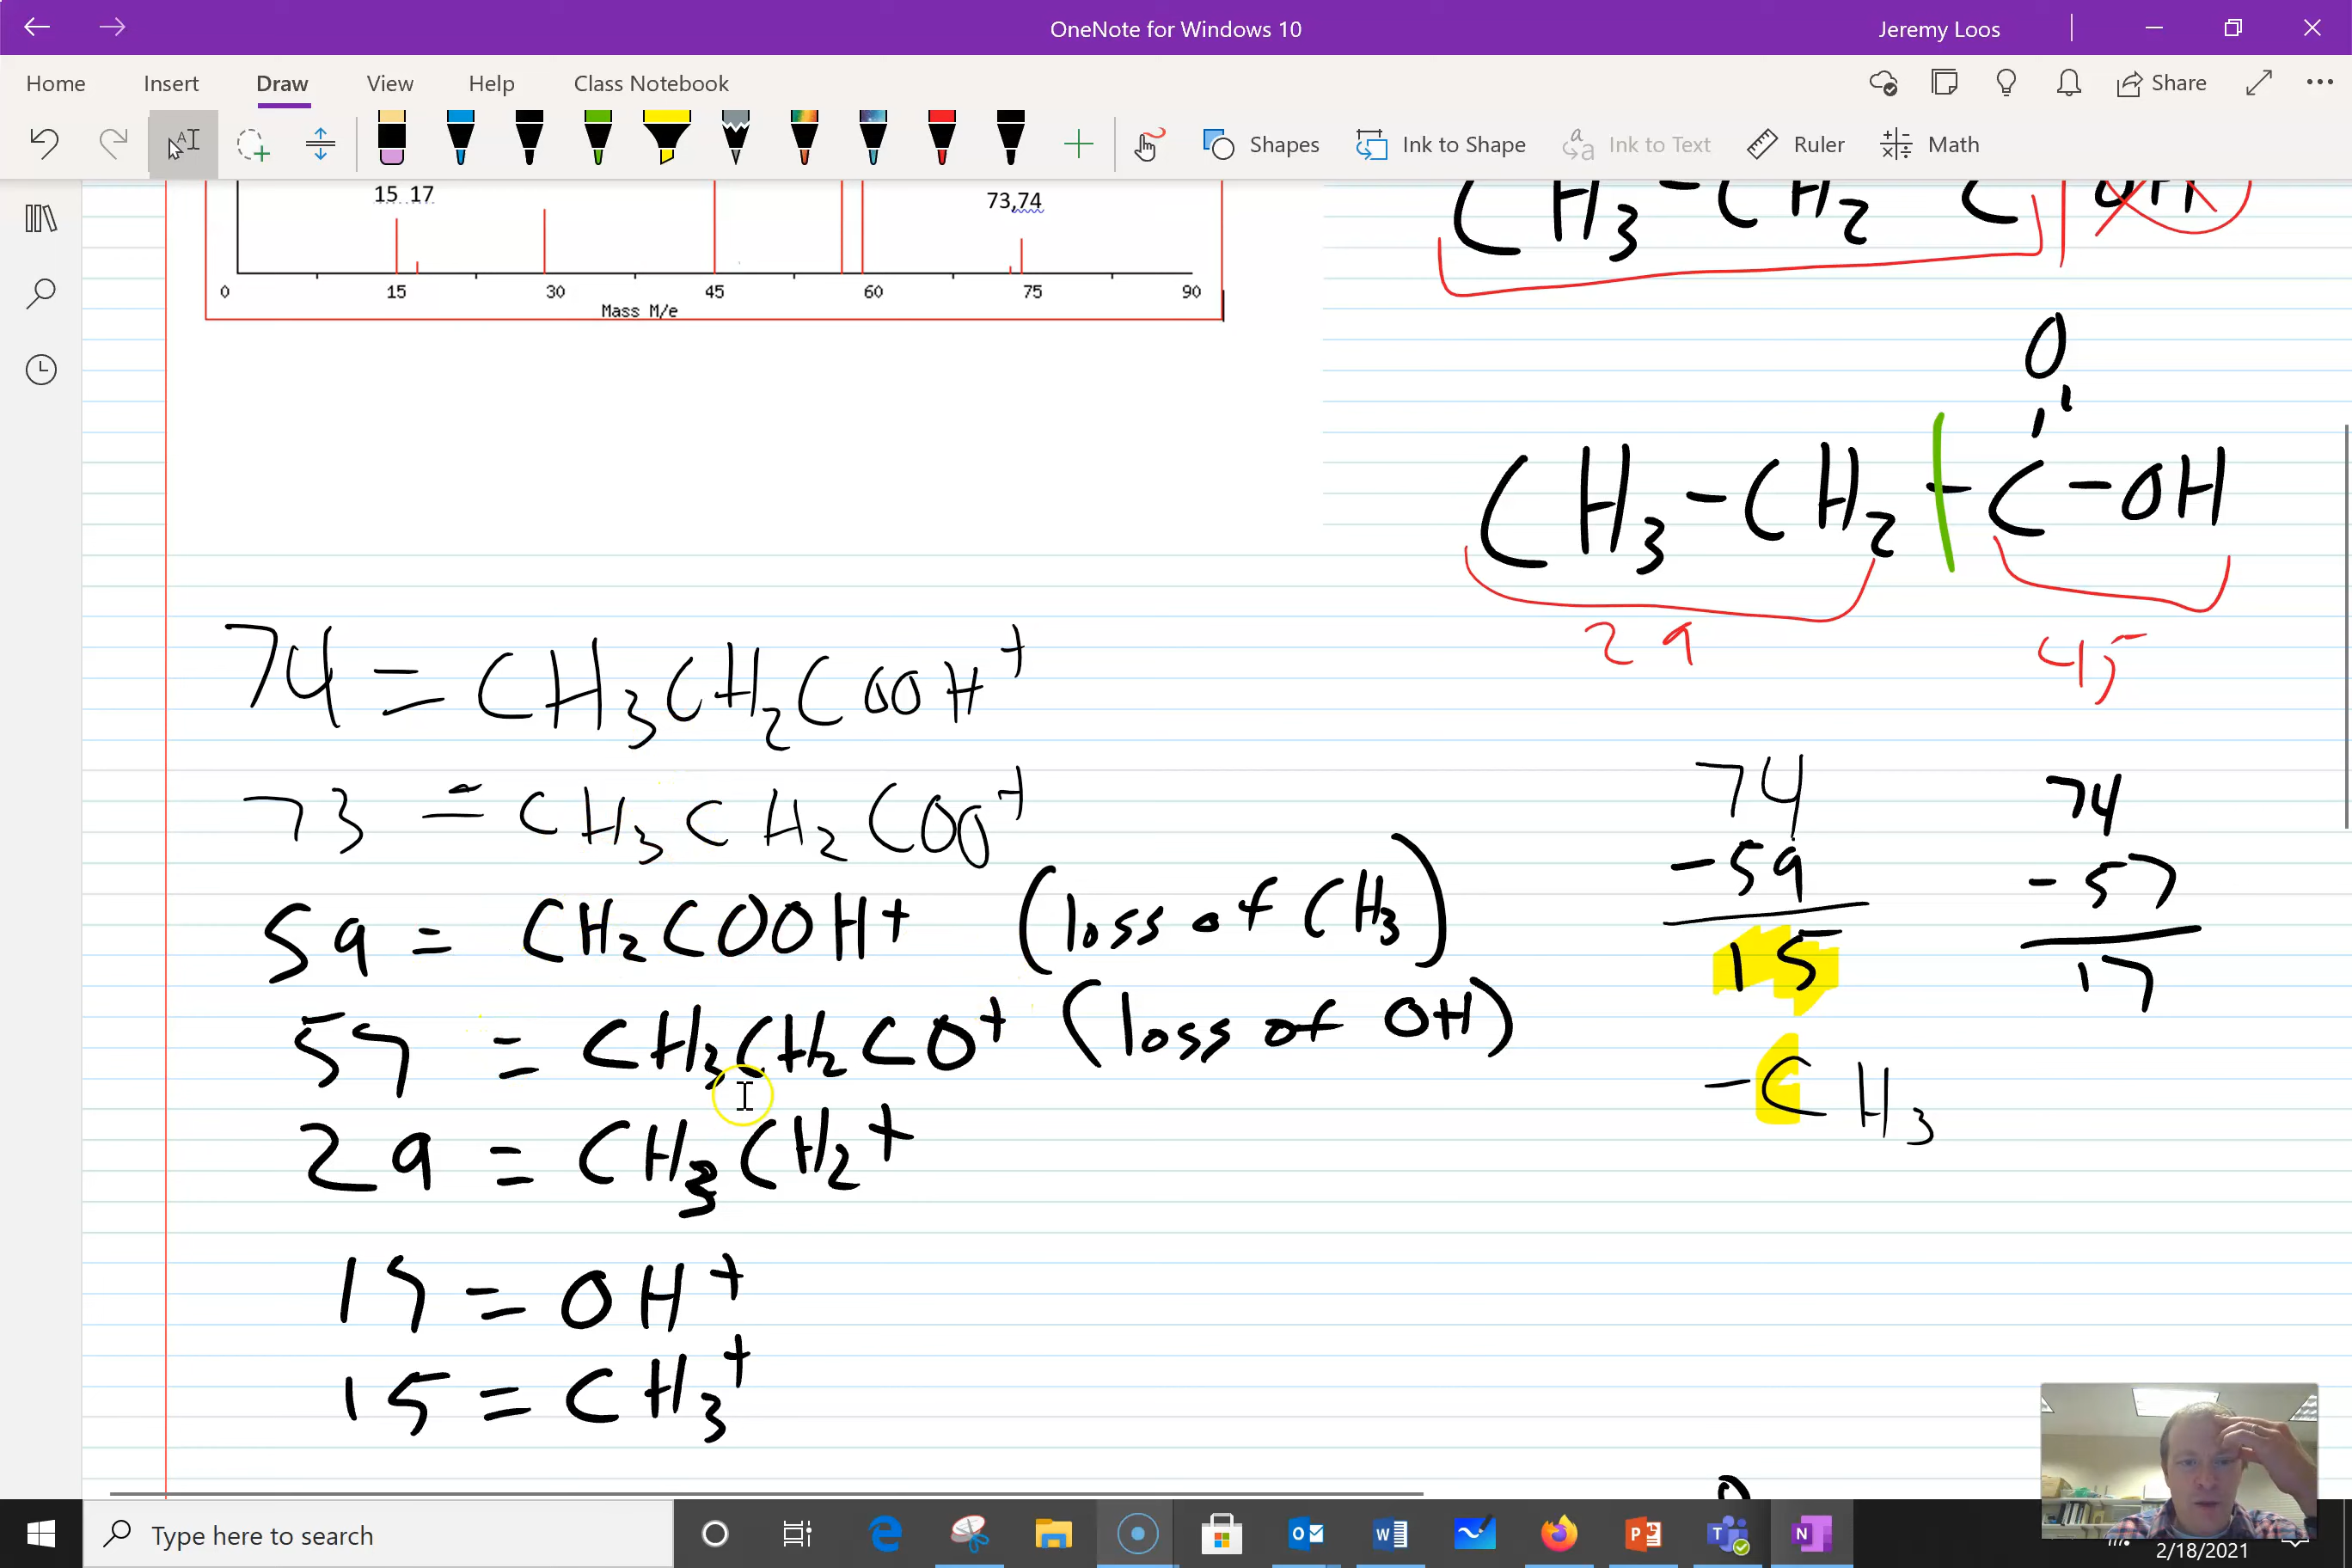 OneNote for Windows 10
Jeremy Loos
Home Insert Draw View Help Class Notebook
Share
Shapes Ink to Shape Ink to Text Ruler Math
15 17
73,74
0 15 30 45 60 75 90
Mass M/e
CH3-CH2 C OH
O
CH3-CH2-C-OH
29 45
74 = CH3CH2COOH+
73 = CH3CH2COO+
59 = CH2COOH+ (loss of CH3)
57 = CH3CH2CO+ (loss of OH)
29 = CH3CH2+
17 = OH+
15 = CH3+
74
-59
15
-CH3
74
-57
17
Type here to search
2/18/2021